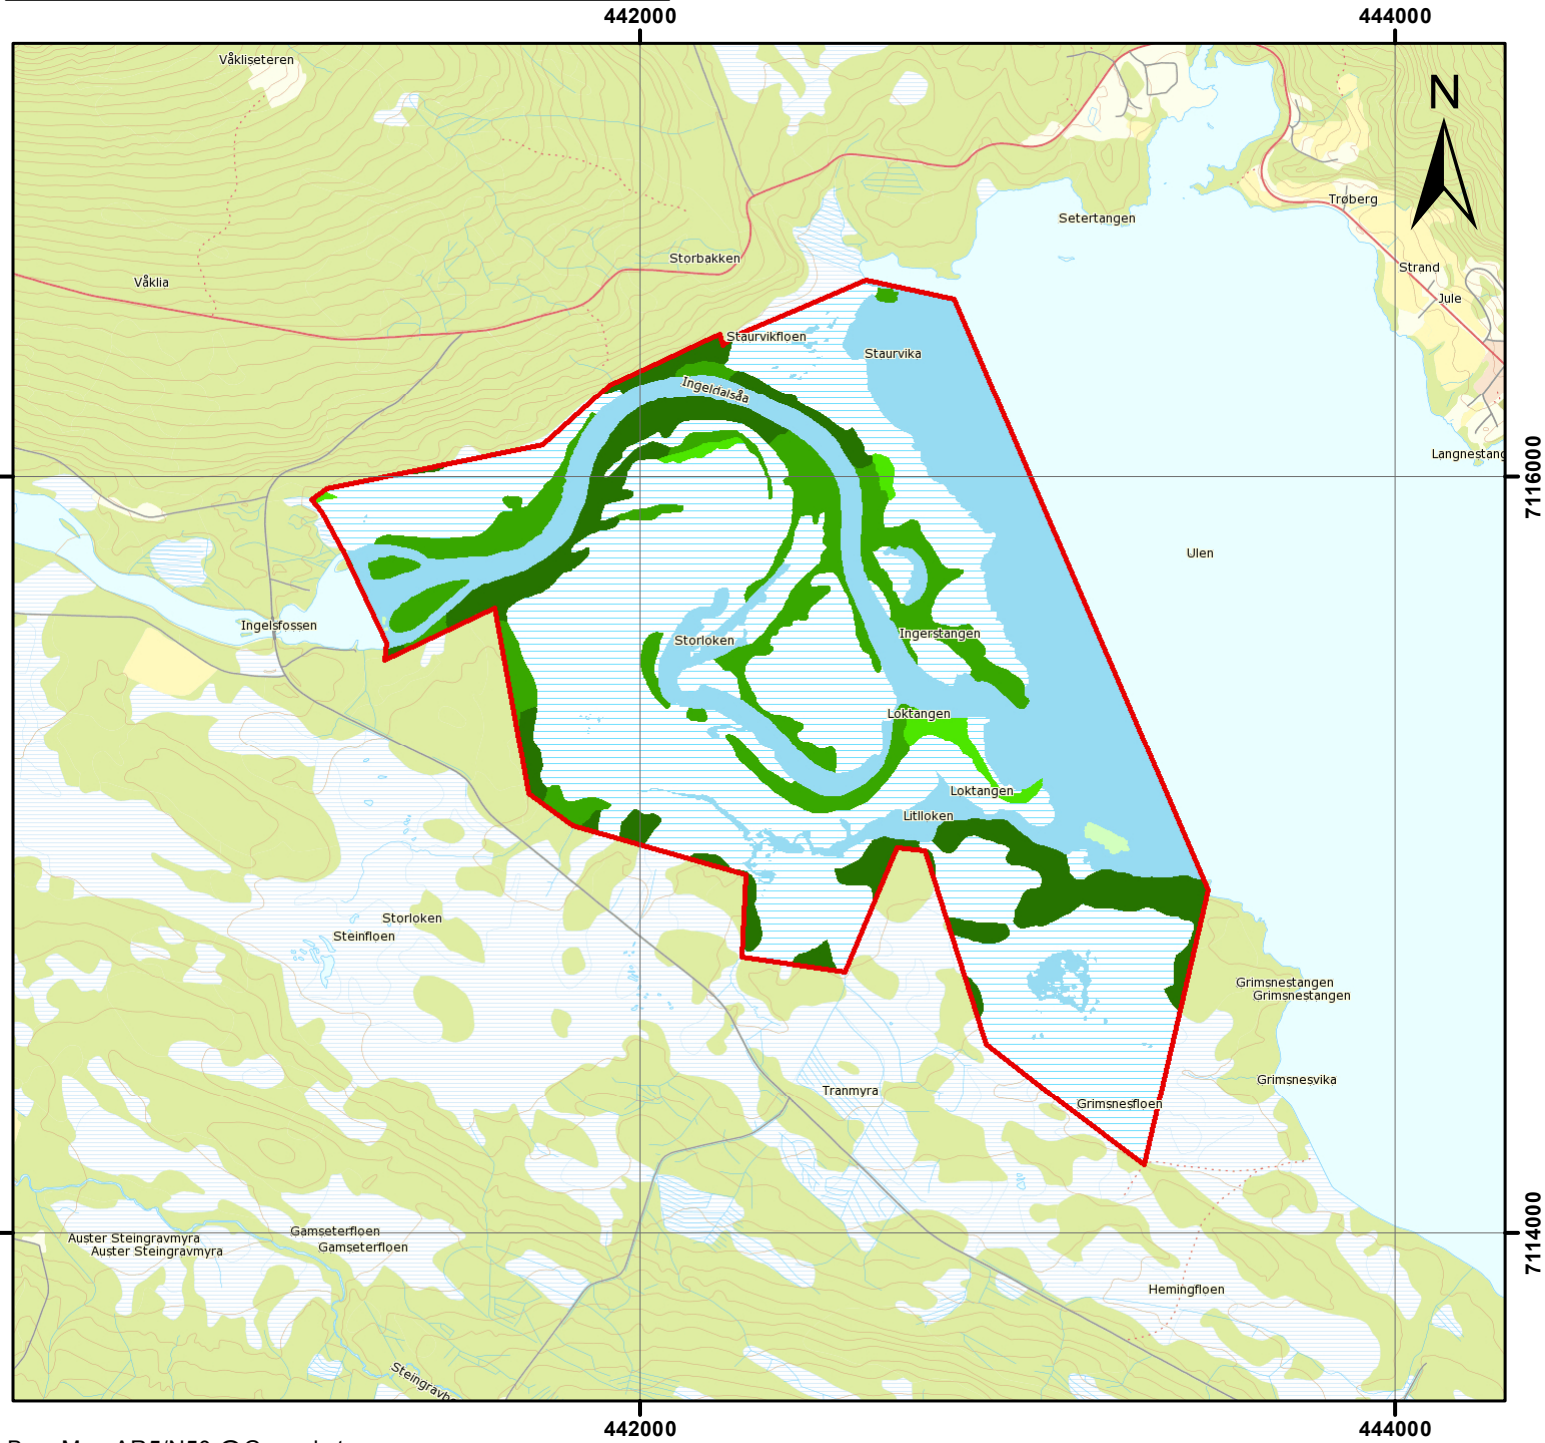 442000
444000
Våkliseteren
N
Trøberg
Setertangen
Storbakken
Strand
Våklia
Jule
Staurvikfloen
Staurvika
Ingeldalsåa
Langnestang
7116000
Ulen
Ingelsfossen
Ingerstangen
Storloken
Loktangen
Loktangen
Litlloken
Storloken
Steinfloen
Grimsnestangen
Grimsnestangen
Grimsnesvika
Tranmyra
Grimsnesfloen
Gamseterfloen
Auster Steingravmyra
Gamseterfloen
Auster Steingravmyra
7114000
Hemingfloen
442000
444000